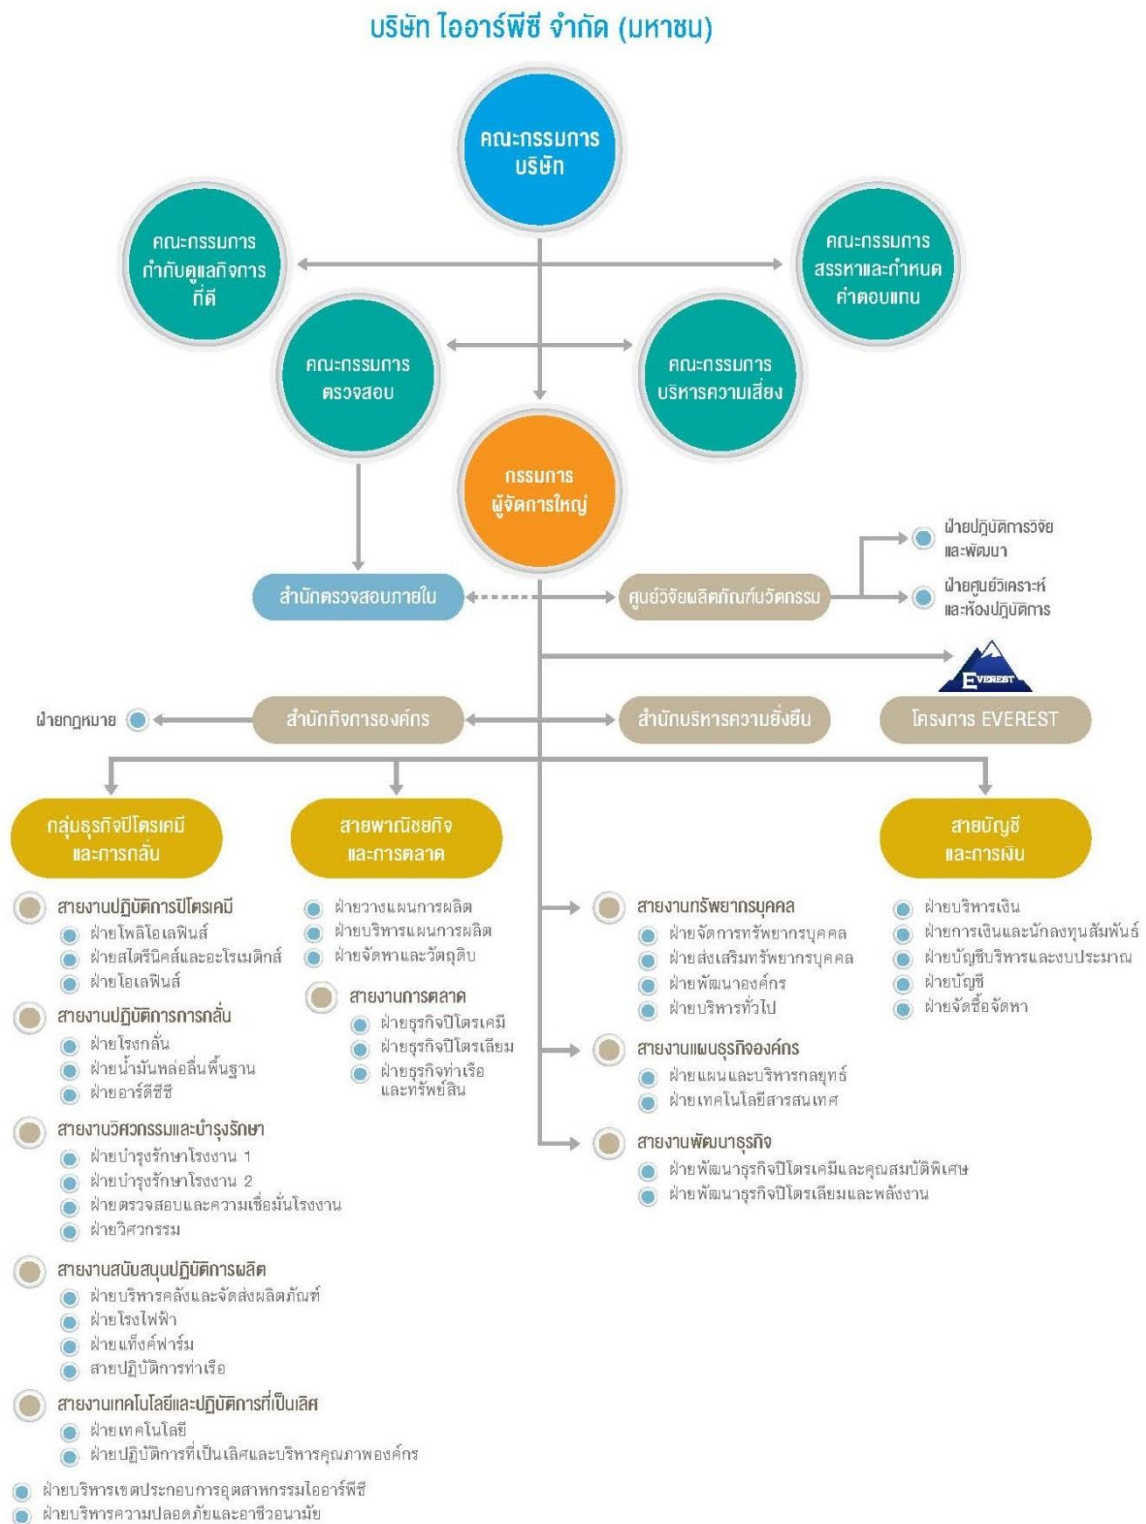 บริษัท ไออาร์พีซี จำกัด (มหาชน)
คณะกรรมการ
บริษัท
คณะกรรมการ
กำกับดูแลกิจการ
ที่ดี
คณะกรรมการ
สรรหาและกำหนด
ค่าตอบแทน
คณะกรรมการ
ตรวจสอบ
คณะกรรมการ
บริหารความเสี่ยง
กรรมการ
ผู้จัดการใหญ่
ฝ่ายปฏิบัติการวิจัย
และพัฒนา
สำนักตรวจสอบภายใน
ศูนย์วิจัยผลิตภัณฑ์นวัตกรรม
ฝ่ายศูนย์วิเคราะห์
และห้องปฏิบัติการ
EVEREST
ฝ่ายกฎหมาย
สำนักกิจการองค์กร
สำนักบริหารความยั่งยืน
โครงการ EVEREST
กลุ่มธุรกิจปิโตรเคมี
และการกลั่น
สายพาณิชยกิจ
และการตลาด
สายบัญชี
และการเงิน
สายงานปฏิบัติการปิโตรเคมี
ฝ่ายโพลิโอเลฟินส์
ฝ่ายสไตรีนิคส์และอะโรเมติกส์
ฝ่ายโอเลฟินส์
สายงานปฏิบัติการการกลั่น
ฝ่ายโรงกลั่น
ฝ่ายน้ำมันหล่อลื่นพื้นฐาน
ฝ่ายอาร์ดีซีซี
สายงานวิศวกรรมและบำรุงรักษา
ฝ่ายบำรุงรักษาโรงงาน 1
ฝ่ายบำรุงรักษาโรงงาน 2
ฝ่ายตรวจสอบและความเชื่อมั่นโรงงาน
ฝ่ายวิศวกรรม
สายงานสนับสนุนปฏิบัติการผลิต
ฝ่ายบริหารคลังและจัดส่งผลิตภัณฑ์
ฝ่ายโรงไฟฟ้า
ฝ่ายแท็งค์ฟาร์ม
สายปฏิบัติการท่าเรือ
สายงานเทคโนโลยีและปฏิบัติการที่เป็นเลิศ
ฝ่ายเทคโนโลยี
ฝ่ายปฏิบัติการที่เป็นเลิศและบริหารคุณภาพองค์กร
ฝ่ายบริหารเขตประกอบการอุตสาหกรรมไออาร์พีซี
ฝ่ายบริหารความปลอดภัยและอาชีวอนามัย
ฝ่ายวางแผนการผลิต
ฝ่ายบริหารแผนการผลิต
ฝ่ายจัดหาและวัตถุดิบ
สายงานการตลาด
ฝ่ายธุรกิจปิโตรเคมี
ฝ่ายธุรกิจปิโตรเลียม
ฝ่ายธุรกิจท่าเรือ
และทรัพย์สิน
สายงานทรัพยากรบุคคล
ฝ่ายจัดการทรัพยากรบุคคล
ฝ่ายส่งเสริมทรัพยากรบุคคล
ฝ่ายพัฒนาองค์กร
ฝ่ายบริหารทั่วไป
สายงานแผนธุรกิจองค์กร
ฝ่ายแผนและบริหารกลยุทธ์
ฝ่ายเทคโนโลยีสารสนเทศ
สายงานพัฒนาธุรกิจ
ฝ่ายพัฒนาธุรกิจปิโตรเคมีและคุณสมบัติพิเศษ
ฝ่ายพัฒนาธุรกิจปิโตรเลียมและพลังงาน
ฝ่ายบริหารเงิน
ฝ่ายการเงินและนักลงทุนสัมพันธ์
ฝ่ายบัญชีบริหารและงบประมาณ
ฝ่ายบัญชี
ฝ่ายจัดซื้อจัดหา